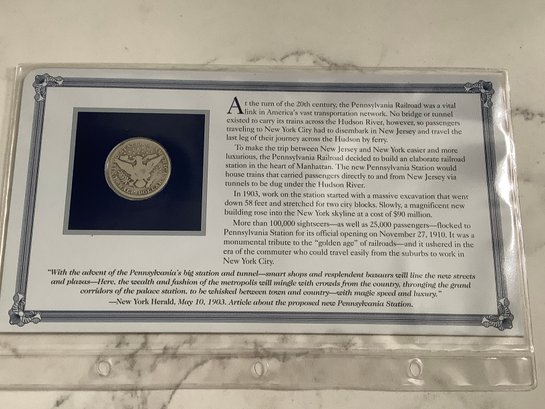 At the turn of the 20th century, the Pennsylvania Railroad was a vital
link in America's vast transportation network. No bridge or tunnel
existed to carry its trains across the Hudson River, however, so passengers
traveling to New York City had to disembark in New Jersey and travel the
last leg of their journey across the Hudson by ferry.
To make the trip between New Jersey and New York easier and more
luxurious, the Pennsylvania Railroad decided to build an elaborate railroad
station in the heart of Manhattan. The new Pennsylvania Station would
house trains that carried passengers directly to and from New Jersey via
tunnels to be dug under the Hudson River.
In 1903, work on the station started with a massive excavation that went
down 58 feet and stretched for two city blocks. Slowly, a magnificent new
building rose into the New York skyline at a cost of $90 million.
More than 100,000 sightseers—as well as 25,000 passengers—flocked to
Pennsylvania Station for its official opening on November 27, 1910. It was a
monumental tribute to the "golden age" of railroads—and it ushered in the
era of the commuter who could travel easily from the suburbs to work in
New York City.
"With the advent of the Pennsylvania's big station and tunnel—smart shops and resplendent bazaars will line the new streets
and plazas—Here, the wealth and fashion of the metropolis will mingle with crowds from the country, thronging the grand
corridors of the palace station, to be whisked between town and country—with magic speed and luxury."
—New York Herald, May 10, 1903. Article about the proposed new Pennsylvania Station.